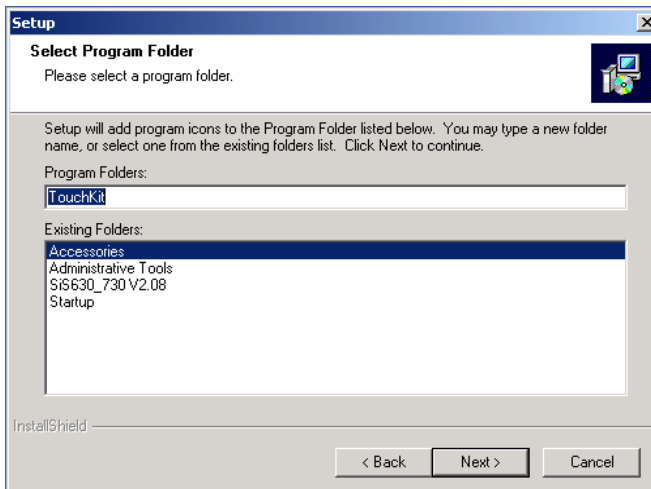 Setup
Select Program Folder
Please select a program folder.
Setup will add program icons to the Program Folder listed below. You may type a new folder
name, or select one from the existing folders list. Click Next to continue.
Program Folders:
TouchKit
Existing Folders:
Accessories
Administrative Tools
SiS630_730 V2.08
Startup
InstallShield
< Back
Next >
Cancel